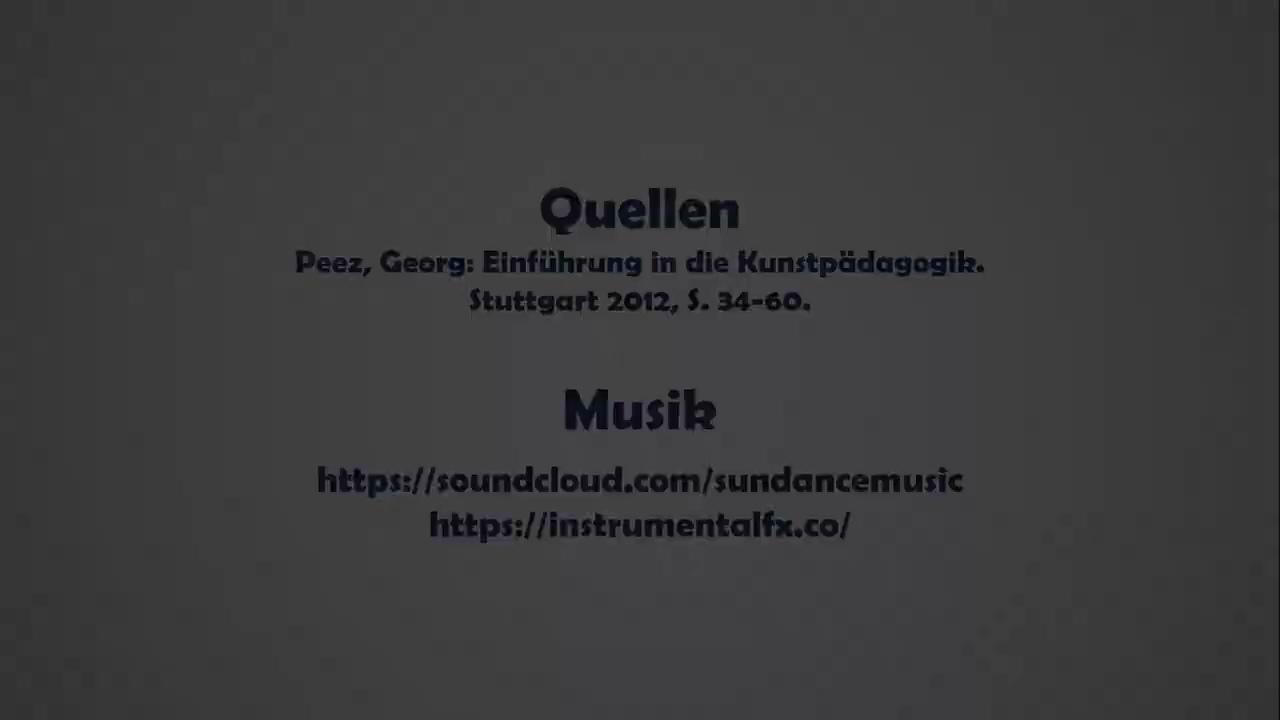 Quellen
Peez, Georg: Einführung in die Kunstpädagogik.
Stuttgart 2012, S. 34-60.
Musik
https://soundcloud.com/sundancemusic
https://instrumentalfx.co/